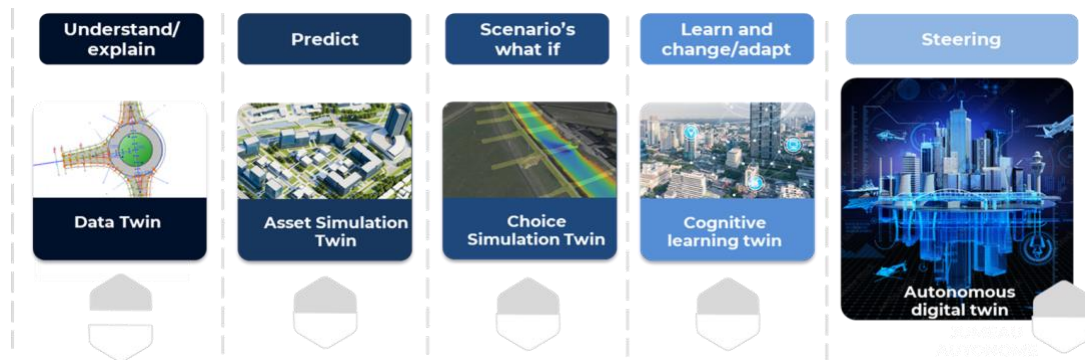 Understand/
explain
Predict
Scenario's
what if
Learn and
change/adapt
Steering
Data Twin
Asset Simulation
Twin
Choice
Simulation Twin
Cognitive
learning twin
Autonomous
digital twin